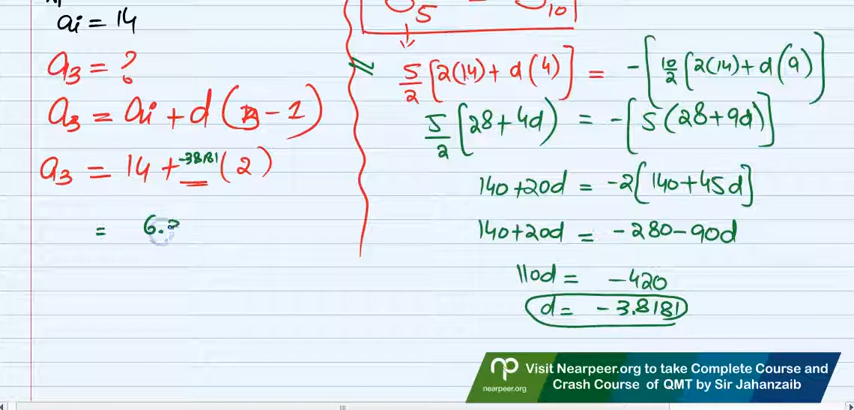 5 10
ai = 14
a3 = ?
a3 = ai + d(n - 1)
a3 = 14 + -3.8181 (2)
= 6.3
5/2 [2(14) + d(4)] = -[10/2 [2(14) + d(9)]
5/2 [28 + 4d) = -[5(28 + 9d)]
140 + 20d = -2[140 + 45d]
140 + 20d = -280 - 90d
110d = -420
d = -3.8181
Visit Nearpeer.org to take Complete Course and
Crash Course of QMT by Sir Jahanzaib
nearpeer.org